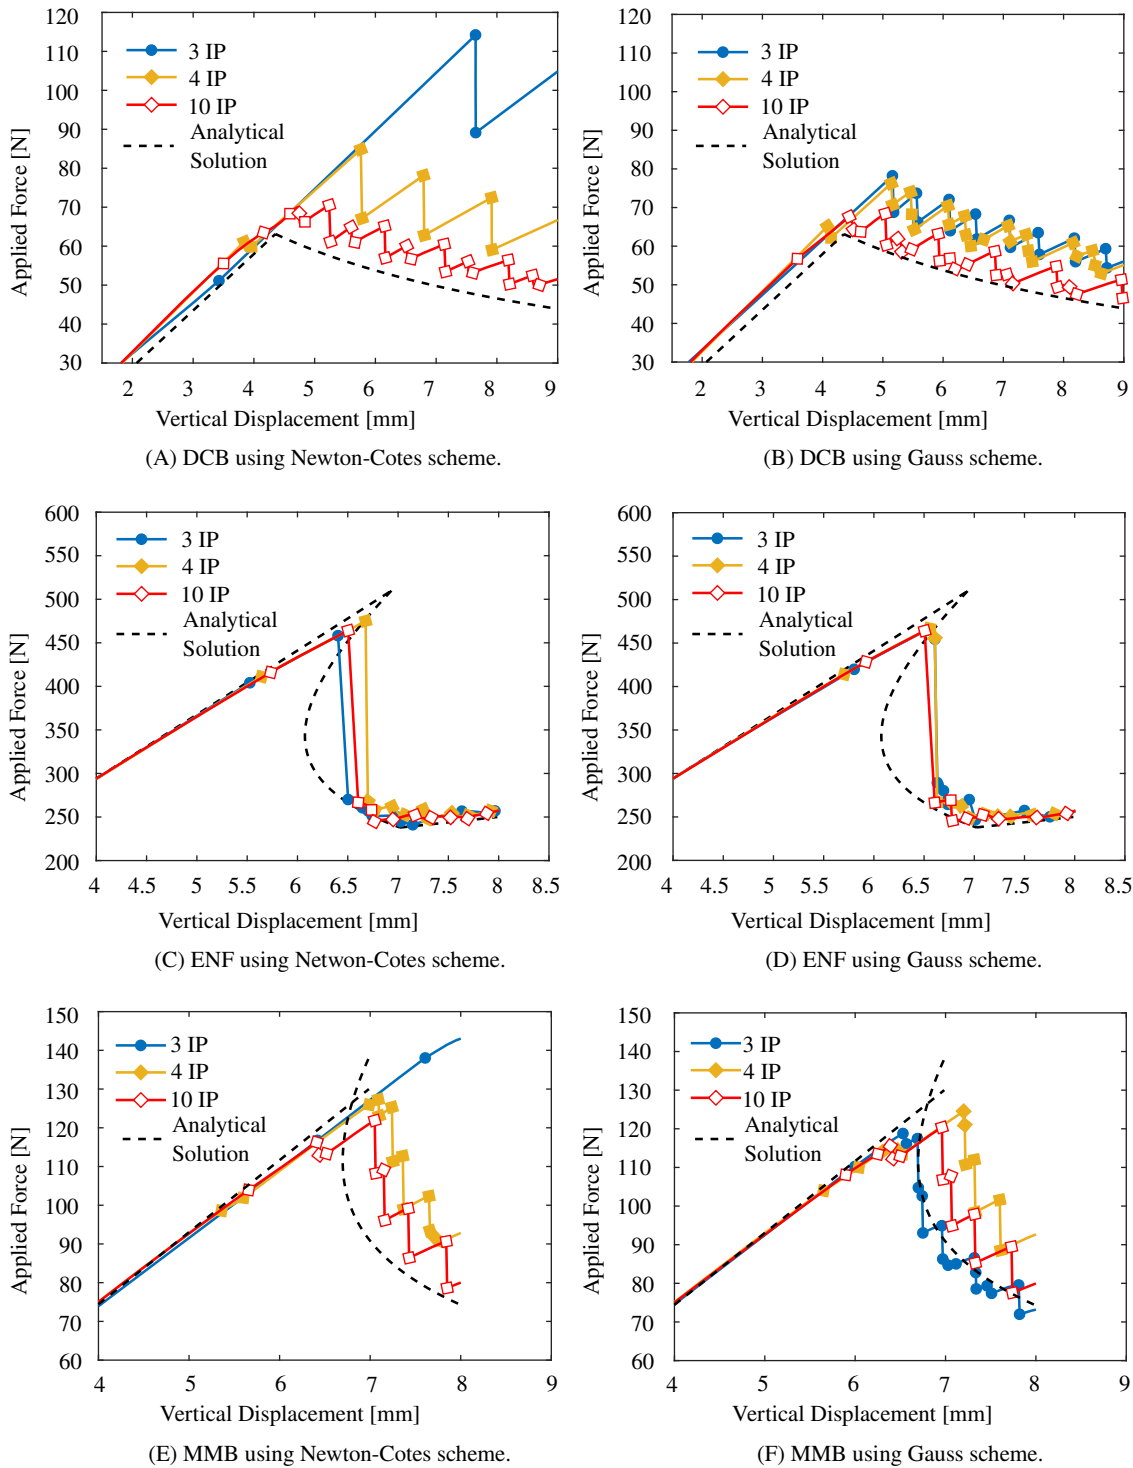 120
110
100
90
80
70
60
50
40
30
Applied Force [N]
3 IP
4 IP
10 IP
Analytical
Solution
2 3 4 5 6 7 8 9
Vertical Displacement [mm]
(A) DCB using Newton-Cotes scheme.
120
110
100
90
80
70
60
50
40
30
Applied Force [N]
3 IP
4 IP
10 IP
Analytical
Solution
2 3 4 5 6 7 8 9
Vertical Displacement [mm]
(B) DCB using Gauss scheme.
600
550
500
450
400
350
300
250
200
Applied Force [N]
3 IP
4 IP
10 IP
Analytical
Solution
4 4.5 5 5.5 6 6.5 7 7.5 8 8.5
Vertical Displacement [mm]
(C) ENF using Netwon-Cotes scheme.
600
550
500
450
400
350
300
250
200
Applied Force [N]
3 IP
4 IP
10 IP
Analytical
Solution
4 4.5 5 5.5 6 6.5 7 7.5 8 8.5
Vertical Displacement [mm]
(D) ENF using Gauss scheme.
150
140
130
120
110
100
90
80
70
60
Applied Force [N]
3 IP
4 IP
10 IP
Analytical
Solution
4 5 6 7 8 9
Vertical Displacement [mm]
(E) MMB using Newton-Cotes scheme.
150
140
130
120
110
100
90
80
70
60
Applied Force [N]
3 IP
4 IP
10 IP
Analytical
Solution
4 5 6 7 8 9
Vertical Displacement [mm]
(F) MMB using Gauss scheme.